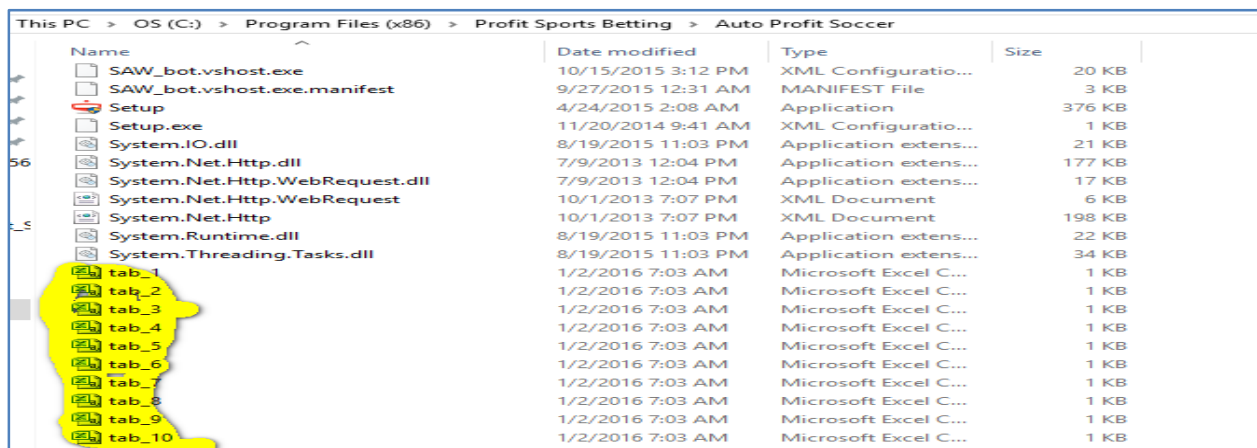 This PC > OS (C:) > Program Files (x86) > Profit Sports Betting > Auto Profit Soccer
Name Date modified Type Size
SAW_bot.vshost.exe 10/15/2015 3:12 PM XML Configuratio... 20 KB
SAW_bot.vshost.exe.manifest 9/27/2015 12:31 AM MANIFEST File 3 KB
Setup 4/24/2015 2:08 AM Application 376 KB
Setup.exe 11/20/2014 9:41 AM XML Configuratio... 1 KB
System.IO.dll 8/19/2015 11:03 PM Application extens... 21 KB
56 System.Net.Http.dll 7/9/2013 12:04 PM Application extens... 177 KB
System.Net.Http.WebRequest.dll 7/9/2013 12:04 PM Application extens... 17 KB
System.Net.Http.WebRequest 10/1/2013 7:07 PM XML Document 6 KB
System.Net.Http 10/1/2013 7:07 PM XML Document 198 KB
System.Runtime.dll 8/19/2015 11:03 PM Application extens... 22 KB
System.Threading.Tasks.dll 8/19/2015 11:03 PM Application extens... 34 KB
tab_1 1/2/2016 7:03 AM Microsoft Excel C... 1 KB
tab_2 1/2/2016 7:03 AM Microsoft Excel C... 1 KB
tab_3 1/2/2016 7:03 AM Microsoft Excel C... 1 KB
tab_4 1/2/2016 7:03 AM Microsoft Excel C... 1 KB
tab_5 1/2/2016 7:03 AM Microsoft Excel C... 1 KB
tab_6 1/2/2016 7:03 AM Microsoft Excel C... 1 KB
tab_7 1/2/2016 7:03 AM Microsoft Excel C... 1 KB
tab_8 1/2/2016 7:03 AM Microsoft Excel C... 1 KB
tab_9 1/2/2016 7:03 AM Microsoft Excel C... 1 KB
tab_10 1/2/2016 7:03 AM Microsoft Excel C... 1 KB